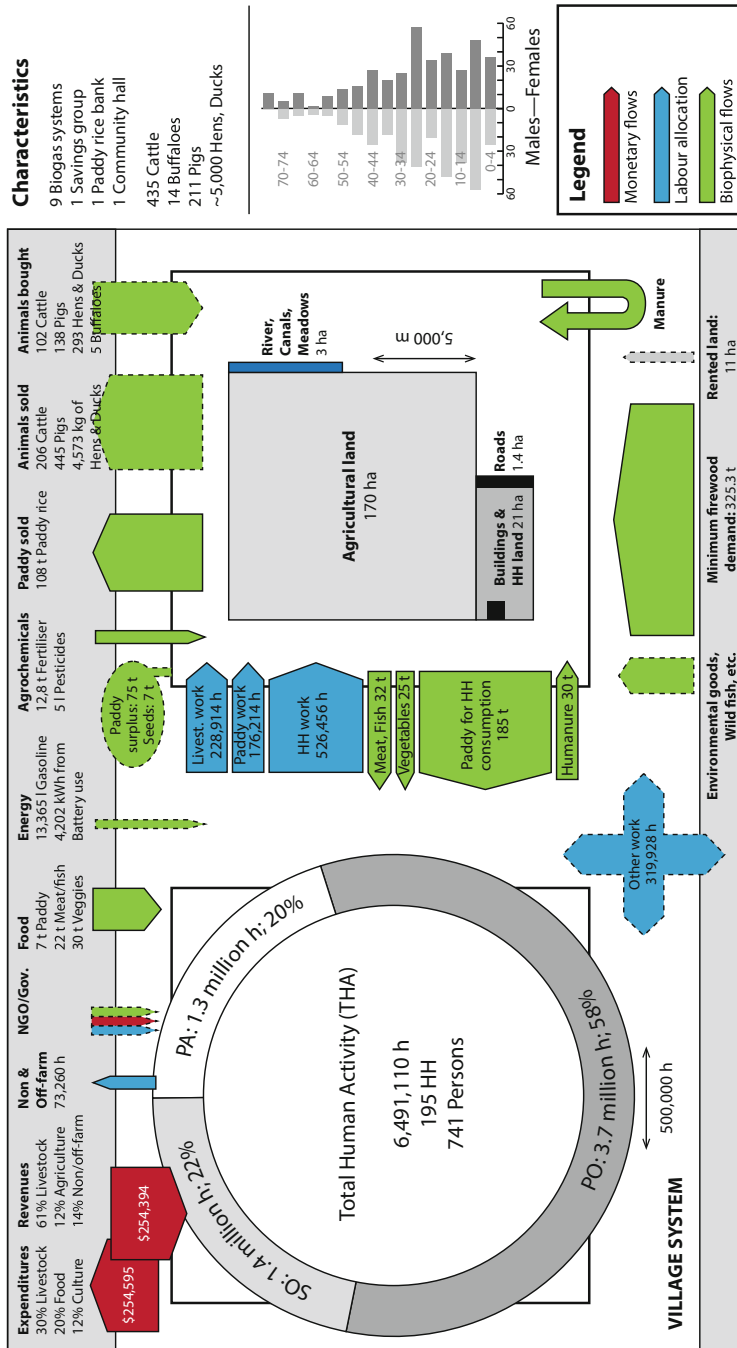 Expenditures
30% Livestock
20% Food
12% Culture
Revenues
61% Livestock
12% Agriculture
14% Non/off-farm
Non &
Off-farm
73,260 h
NGO/Gov.
Food
7 t Paddy
22 t Meat/fish
30 t Veggies
Energy
13,365 l Gasoline
4,202 kWh from
Battery use
Agrochemicals
12,8 t Fertiliser
5 l Pesticides
Paddy sold
108 t Paddy rice
Animals sold
206 Cattle
445 Pigs
4,573 kg of
Hens & Ducks
Animals bought
102 Cattle
138 Pigs
293 Hens & Ducks
5 Buffaloes
$254,595
$254,394
Paddy
surplus: 75 t
Seeds: 7 t
SO: 1.4 million h; 22%
PA: 1.3 million h; 20%
PO: 3.7 million h; 58%
Total Human Activity (THA)
6,491,110 h
195 HH
741 Persons
500,000 h
VILLAGE SYSTEM
Livest. work
228,914 h
Paddy work
176,214 h
HH work
526,456 h
Meat, Fish 32 t
Vegetables 25 t
Paddy for HH
consumption
185 t
Humanure 30 t
Other work
319,928 h
Agricultural land
170 ha
River,
Canals,
Meadows
3 ha
5,000 m
Buildings &
HH land 21 ha
Roads
1.4 ha
Manure
Environmental goods,
Wild fish, etc.
Minimum firewood
demand: 325.3 t
Rented land:
11 ha
Characteristics
9 Biogas systems
1 Savings group
1 Paddy rice bank
1 Community hall
435 Cattle
14 Buffaloes
211 Pigs
~5,000 Hens, Ducks
70-74
60-64
50-54
40-44
30-34
20-24
10-14
0-4
60
30
0
30
60
Males—Females
Legend
Monetary flows
Labour allocation
Biophysical flows